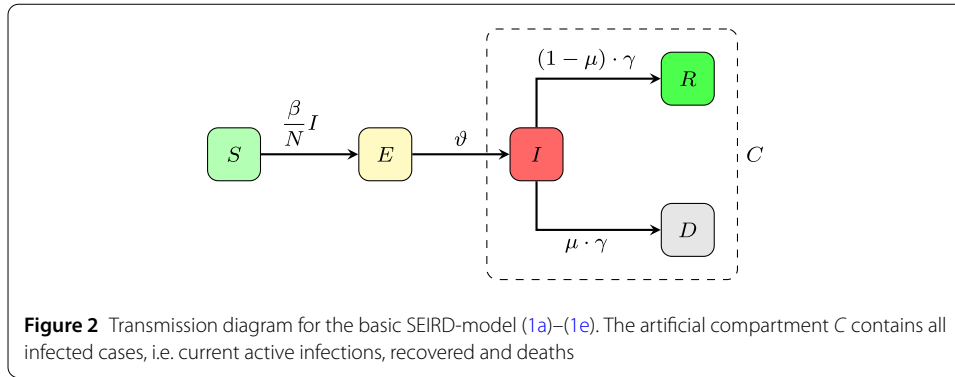 (1 − μ) · γ
R
β/N I
S
E
ϑ
I
C
D
μ · γ
Figure 2 Transmission diagram for the basic SEIRD-model (1a)–(1e). The artificial compartment C contains all
infected cases, i.e. current active infections, recovered and deaths